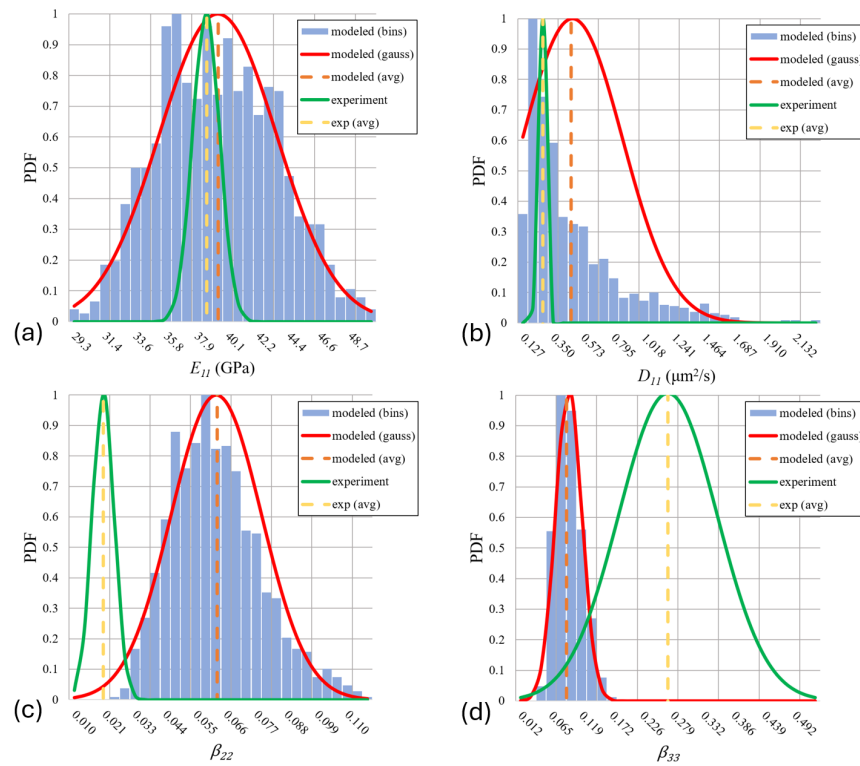 1
0.9
0.8
0.7
0.6
0.5
0.4
0.3
0.2
0.1
0
PDF
modeled (bins)
modeled (gauss)
modeled (avg)
experiment
exp (avg)
29.3 31.4 33.6 35.8 37.9 40.1 42.2 44.4 46.6 48.7
(a)
E11 (GPa)
1
0.9
0.8
0.7
0.6
0.5
0.4
0.3
0.2
0.1
0
PDF
modeled (bins)
modeled (gauss)
modeled (avg)
experiment
exp (avg)
0.127 0.350 0.573 0.795 1.018 1.241 1.464 1.687 1.910 2.132
(b)
D11 (μm²/s)
1
0.9
0.8
0.7
0.6
0.5
0.4
0.3
0.2
0.1
0
PDF
modeled (bins)
modeled (gauss)
modeled (avg)
experiment
exp (avg)
0.010 0.021 0.033 0.044 0.055 0.066 0.077 0.088 0.099 0.110
(c)
β22
1
0.9
0.8
0.7
0.6
0.5
0.4
0.3
0.2
0.1
0
PDF
modeled (bins)
modeled (gauss)
modeled (avg)
experiment
exp (avg)
0.012 0.065 0.119 0.172 0.226 0.279 0.332 0.386 0.439 0.492
(d)
β33